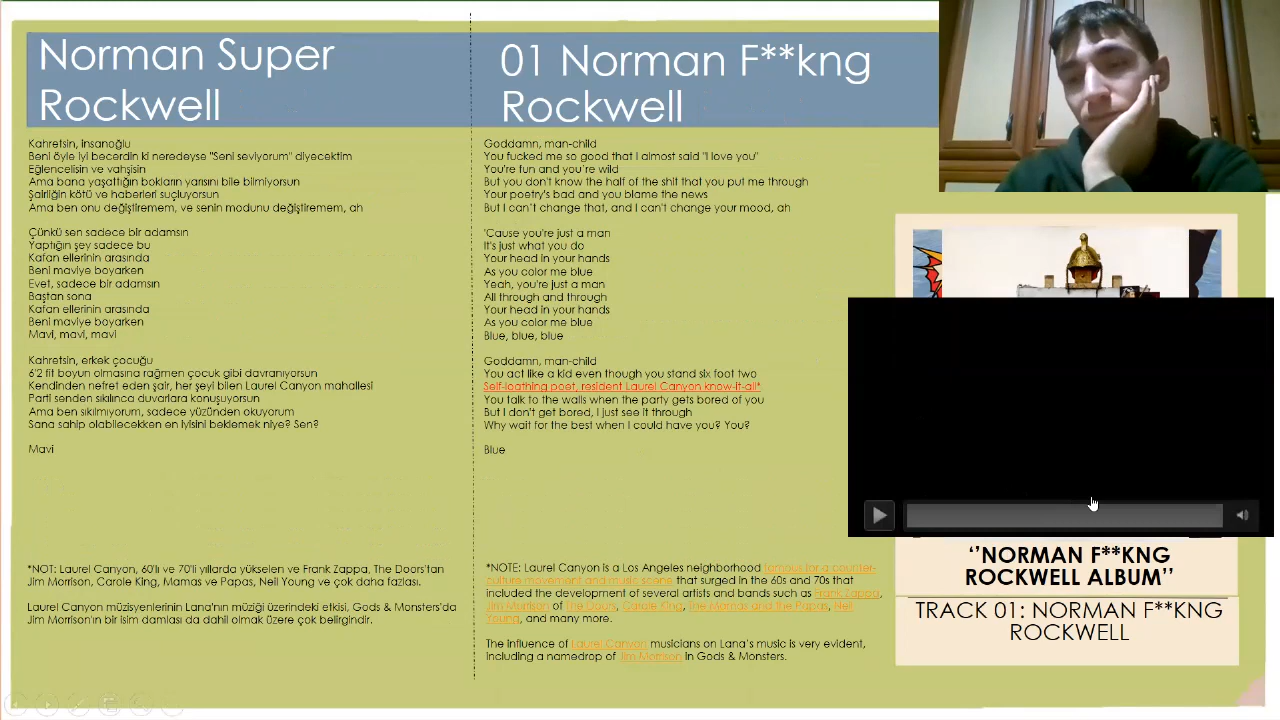 Norman Super
Rockwell
Kahretsin, insanoğlu
Beni öyle iyi becerdin ki neredeyse "Seni seviyorum" diyecektim
Eğlencelisin ve vahşisin
Ama bana yaşattığın bokların yarısını bile bilmiyorsun
Şairliğin kötü ve haberleri suçluyorsun
Ama ben onu değiştiremem, ve senin modunu değiştiremem, ah
Çünkü sen sadece bir adamsın
Yaptığın şey sadece bu
Kafan ellerinin arasında
Beni maviye boyarken
Evet, sadece bir adamsın
Baştan sona
Kafan ellerinin arasında
Beni maviye boyarken
Mavi, mavi, mavi
Kahretsin, erkek çocuğu
6'2 fit boyun olmasına rağmen çocuk gibi davranıyorsun
Kendinden nefret eden şair, her şeyi bilen Laurel Canyon mahallesi
Parti senden sıkılınca duvarlara konuşuyorsun
Ama ben sıkılmıyorum, sadece yüzünden okuyorum
Sana sahip olabilecekken en iyisini beklemek niye? Sen?
Mavi
*NOT: Laurel Canyon, 60'lı ve 70'li yıllarda yükselen ve Frank Zappa, The Doors'tan
Jim Morrison, Carole King, Mamas ve Papas, Neil Young ve çok daha fazlası.
Laurel Canyon müzisyenlerinin Lana'nın müziği üzerindeki etkisi, Gods & Monsters'da
Jim Morrison'ın bir isim damlası da dahil olmak üzere çok belirgindir.
01 Norman F**kng
Rockwell
Goddamn, man-child
You fucked me so good that I almost said "I love you"
You're fun and you're wild
But you don't know the half of the shit that you put me through
Your poetry's bad and you blame the news
But I can't change that, and I can't change your mood, ah
'Cause you're just a man
It's just what you do
Your head in your hands
As you color me blue
Yeah, you're just a man
All through and through
Your head in your hands
As you color me blue
Blue, blue, blue
Goddamn, man-child
You act like a kid even though you stand six foot two
Self-loathing poet, resident Laurel Canyon know-it-all*
You talk to the walls when the party gets bored of you
But I don't get bored, I just see it through
Why wait for the best when I could have you? You?
Blue
*NOTE: Laurel Canyon is a Los Angeles neighborhood famous for a counter-
culture movement and music scene that surged in the 60s and 70s that
included the development of several artists and bands such as Frank Zappa,
Jim Morrison of The Doors, Carole King, The Mamas and the Papas, Neil
Young, and many more.
The influence of Laurel Canyon musicians on Lana's music is very evident,
including a namedrop of Jim Morrison in Gods & Monsters.
‘’NORMAN F**KNG
ROCKWELL ALBUM’’
TRACK 01: NORMAN F**KNG
ROCKWELL